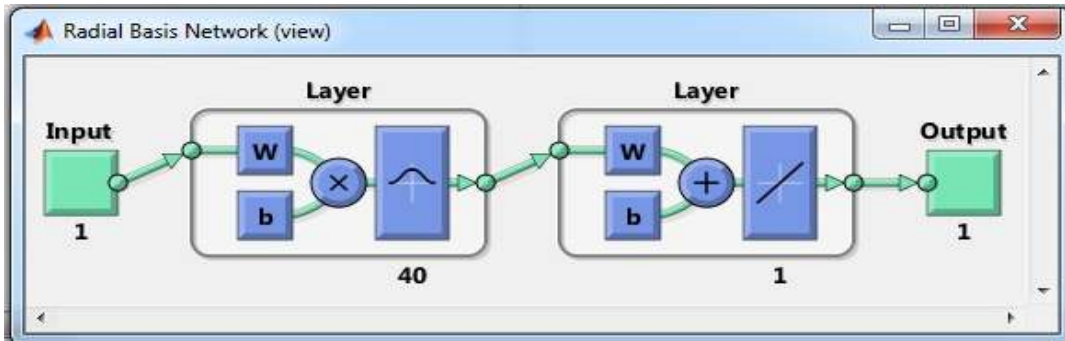 Radial Basis Network (view)
Layer
Layer
Input
Output
W
W
b
b
1
40
1
1